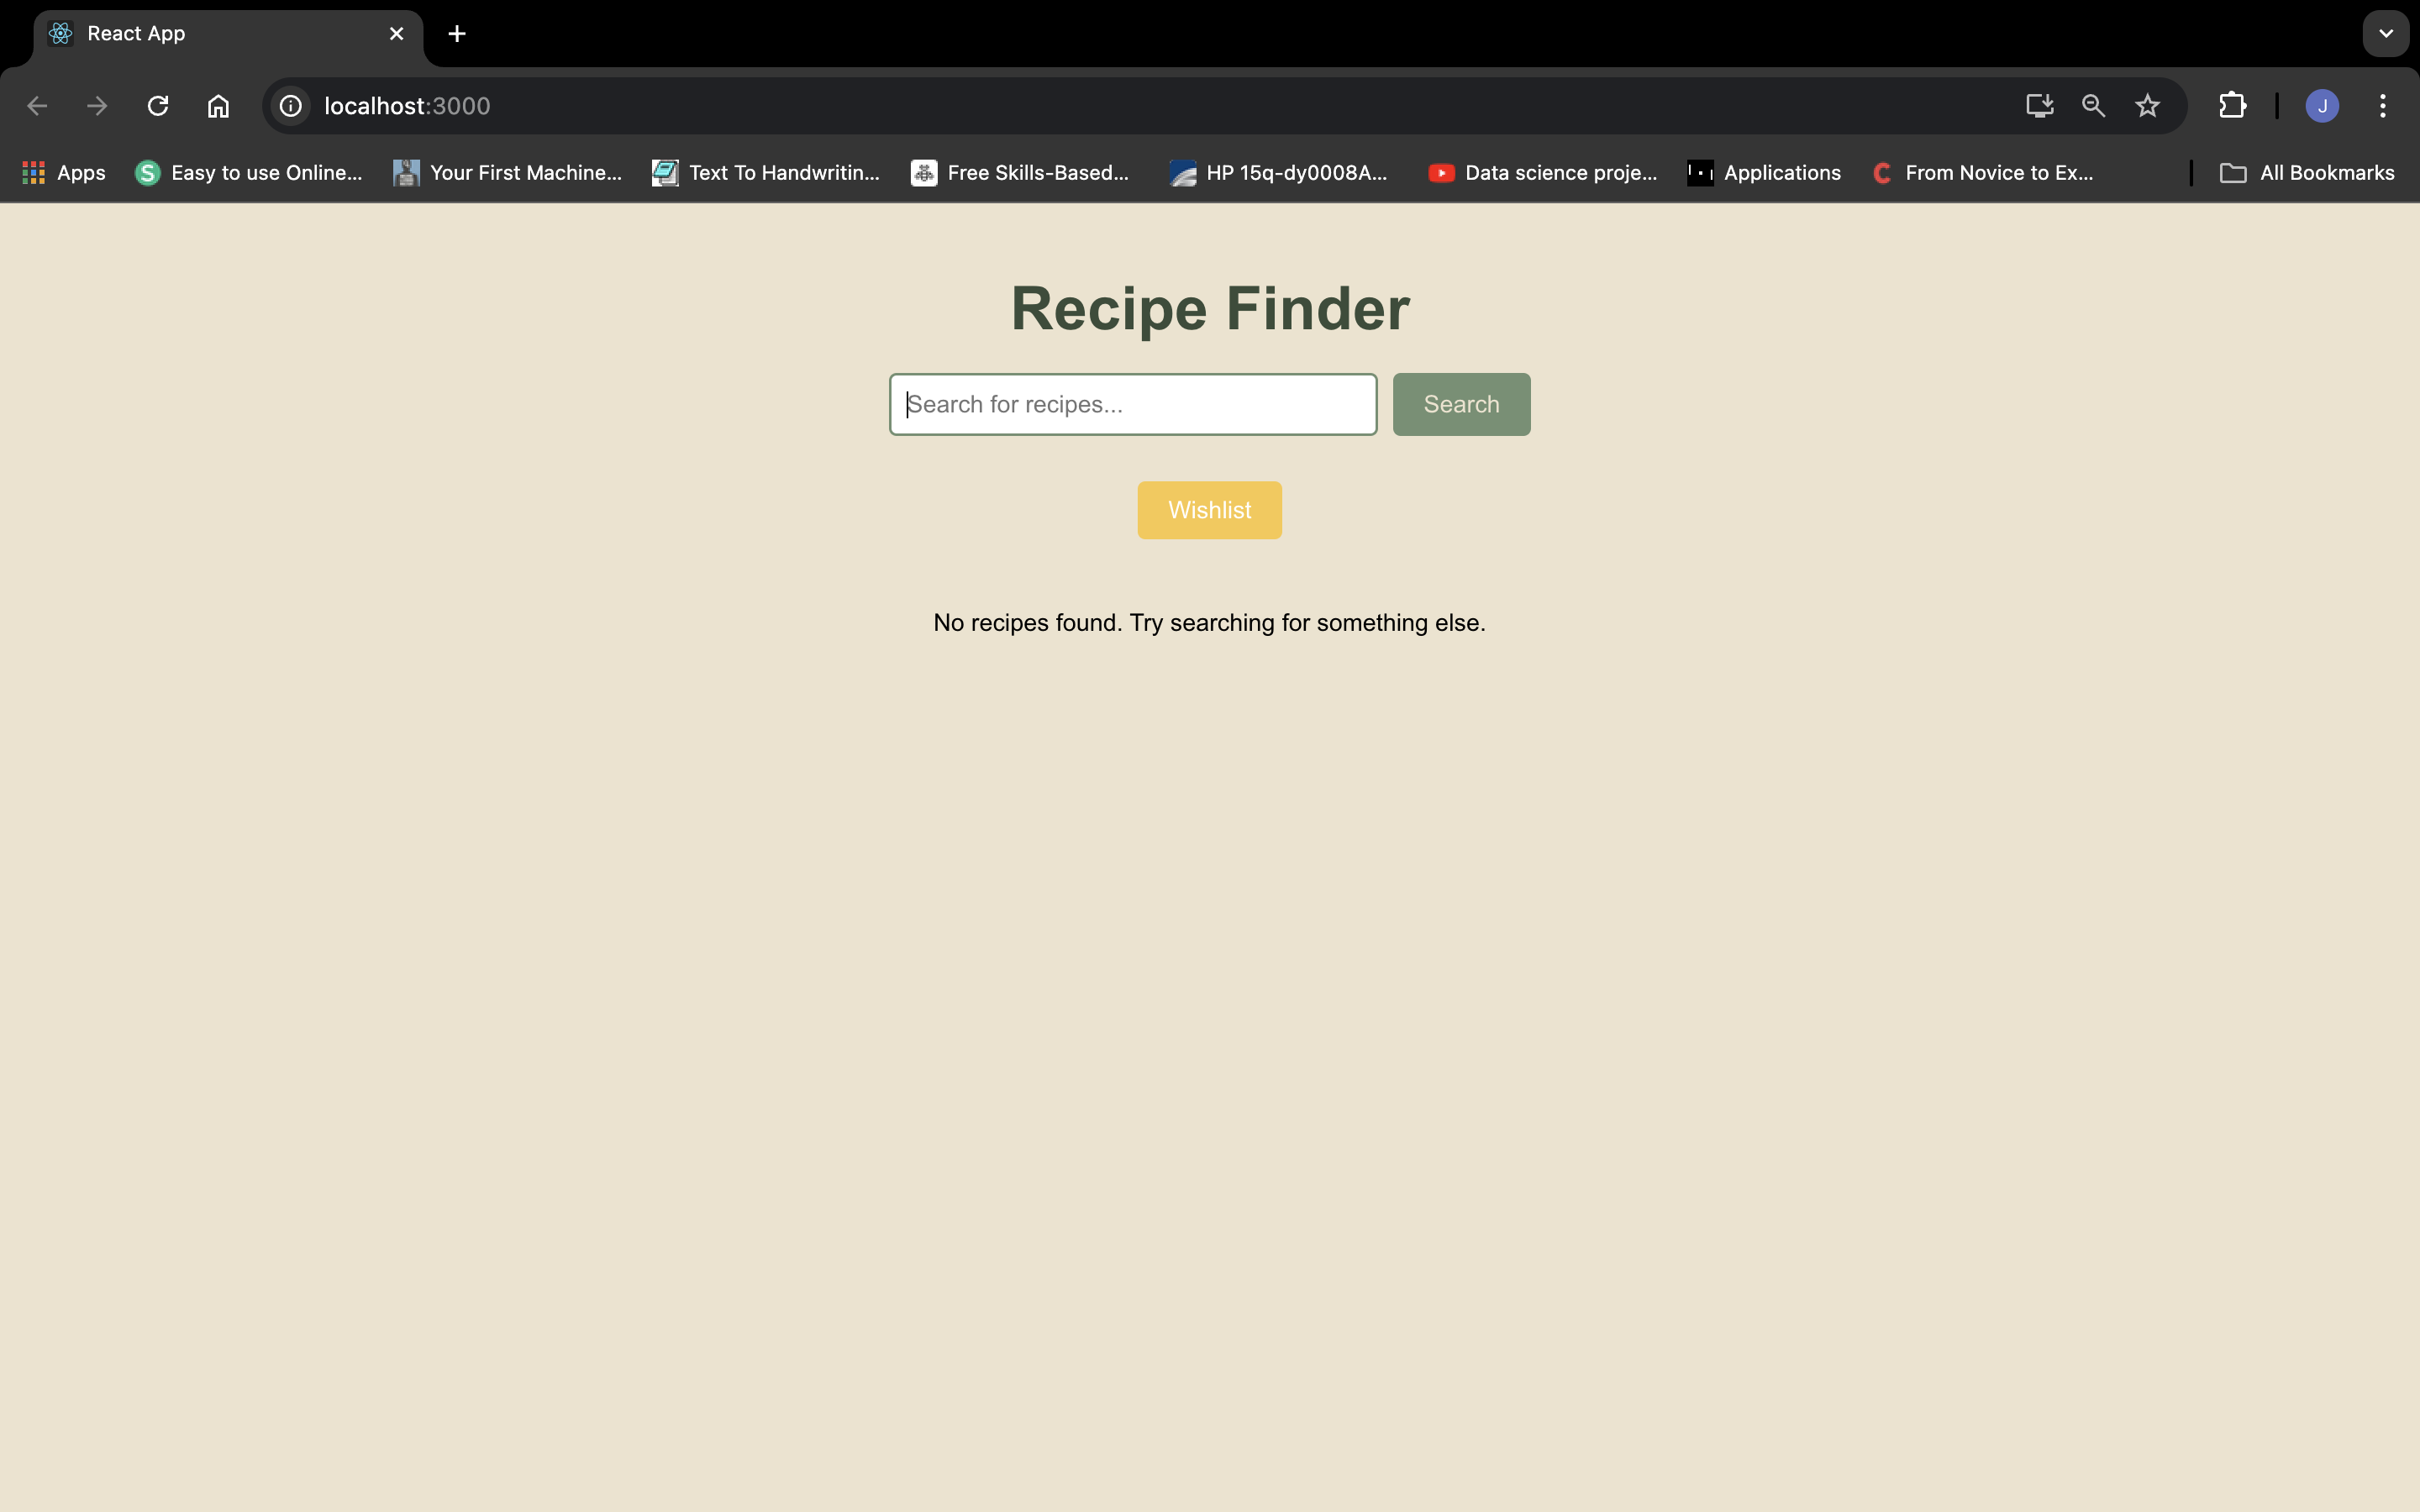 React App
localhost:3000
J
Apps
S Easy to use Online...
Your First Machine...
Text To Handwritin...
Free Skills-Based...
HP 15q-dy0008A...
Data science proje...
Applications
From Novice to Ex...
All Bookmarks
Recipe Finder
Search for recipes...
Search
Wishlist
No recipes found. Try searching for something else.